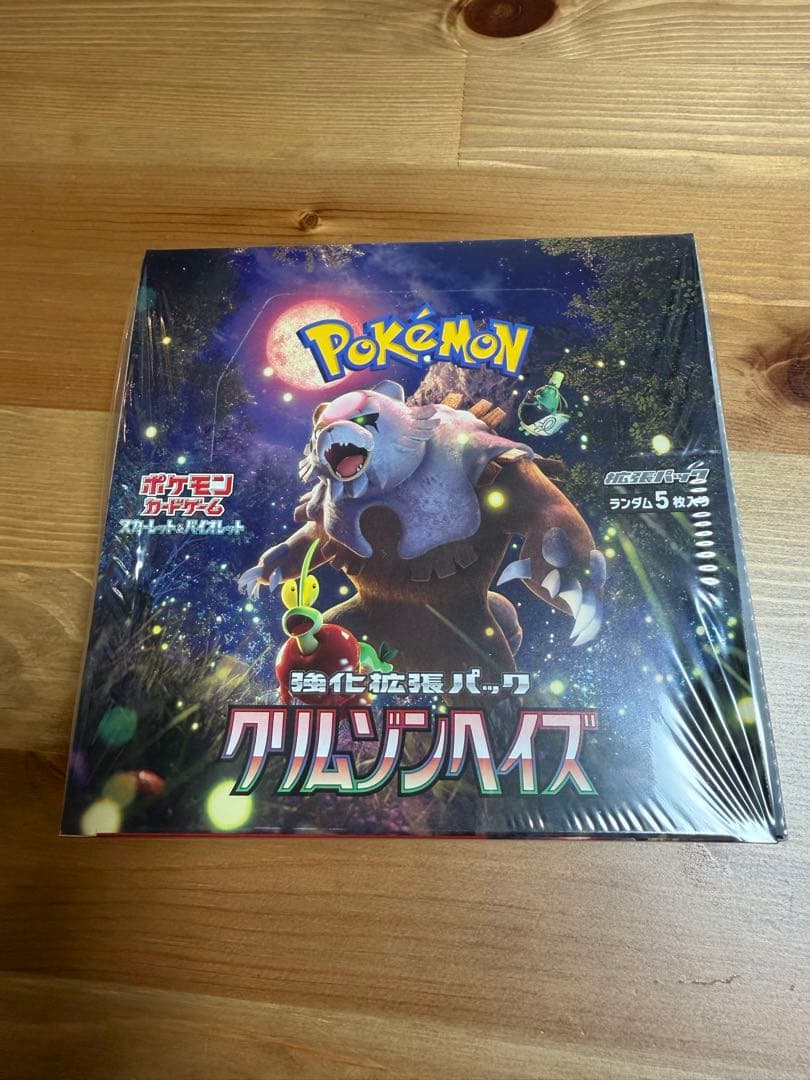 POKÉMON
ポケモン
カードゲーム
スカーレット&バイオレット
拡張パック
ランダム5枚入り
強化拡張パック
クリムゾンヘイズ